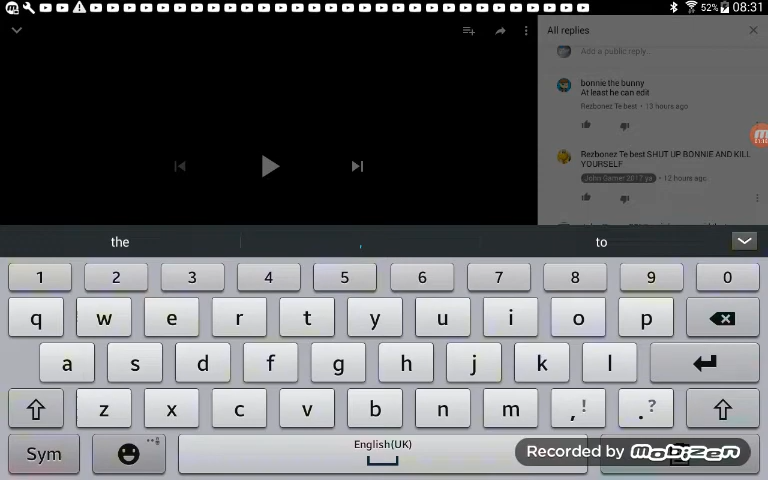 52% 08:31
All replies
Add a public reply...
bonnie the bunny
At least he can edit
Rezbonez Te best • 13 hours ago
Rezbonez Te best SHUT UP BONNIE AND KILL
YOURSELF
John Gamer 2017 ya • 12 hours ago
the , to
1 2 3 4 5 6 7 8 9 0
q w e r t y u i o p
a s d f g h j k l
z x c v b n m ,! .?
Sym English(UK)
Recorded by mobizen